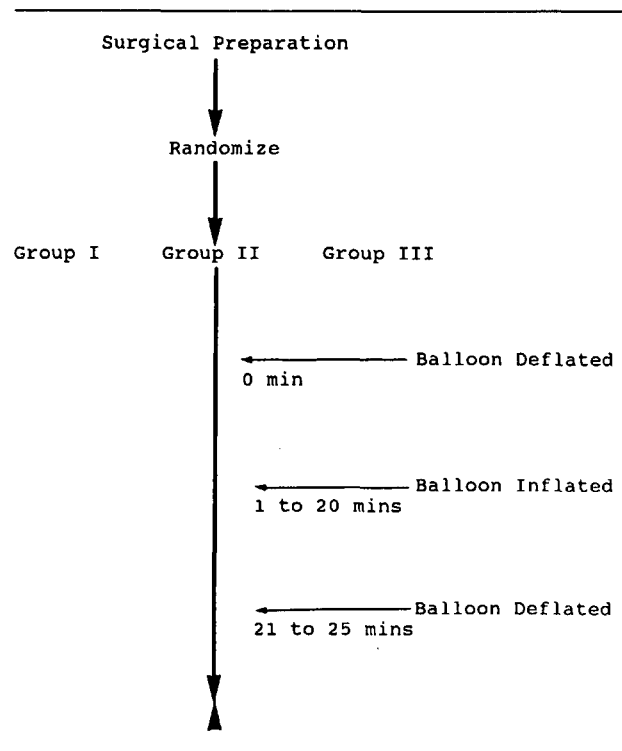 Surgical Preparation
Randomize
Group I Group II Group III
Balloon Deflated
0 min
Balloon Inflated
1 to 20 mins
Balloon Deflated
21 to 25 mins